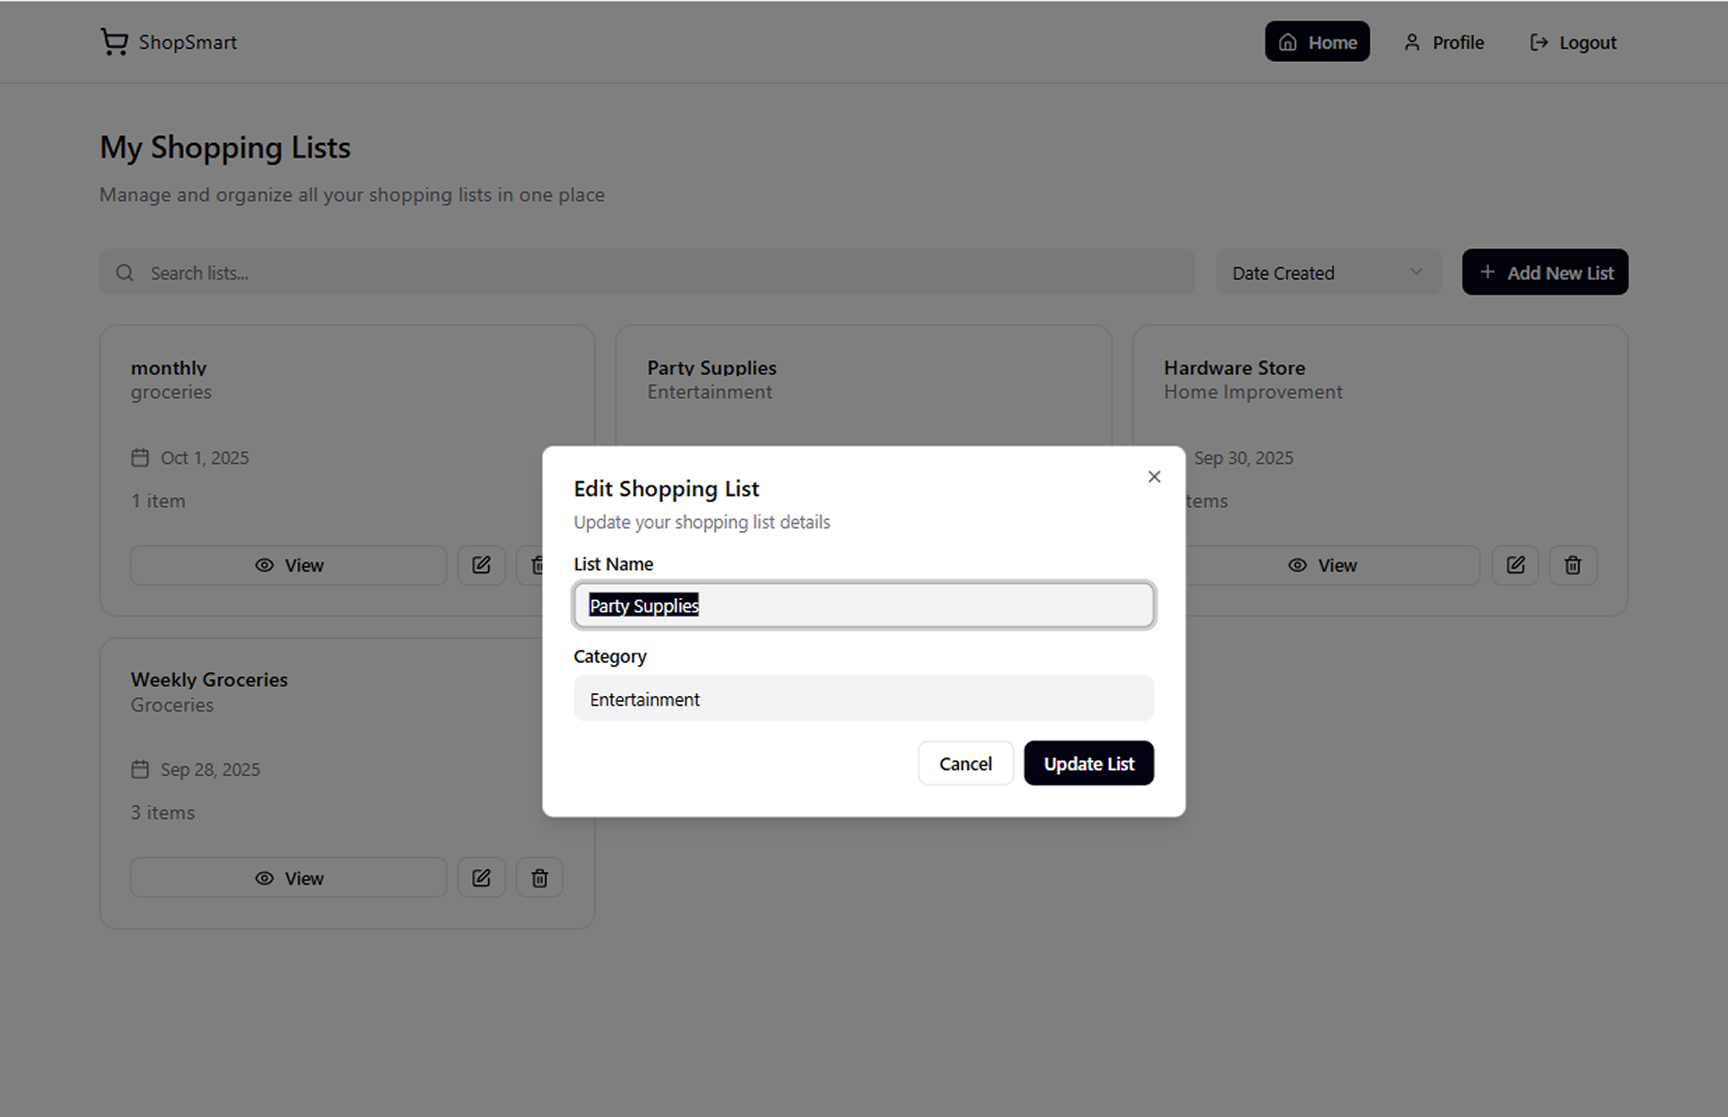 ShopSmart
Home
Profile
Logout
My Shopping Lists
Manage and organize all your shopping lists in one place
Search lists...
Date Created
Add New List
monthly
groceries
Oct 1, 2025
1 item
View
Party Supplies
Entertainment
Hardware Store
Home Improvement
Sep 30, 2025
tems
View
Edit Shopping List
Update your shopping list details
List Name
Party Supplies
Category
Entertainment
Cancel
Update List
Weekly Groceries
Groceries
Sep 28, 2025
3 items
View